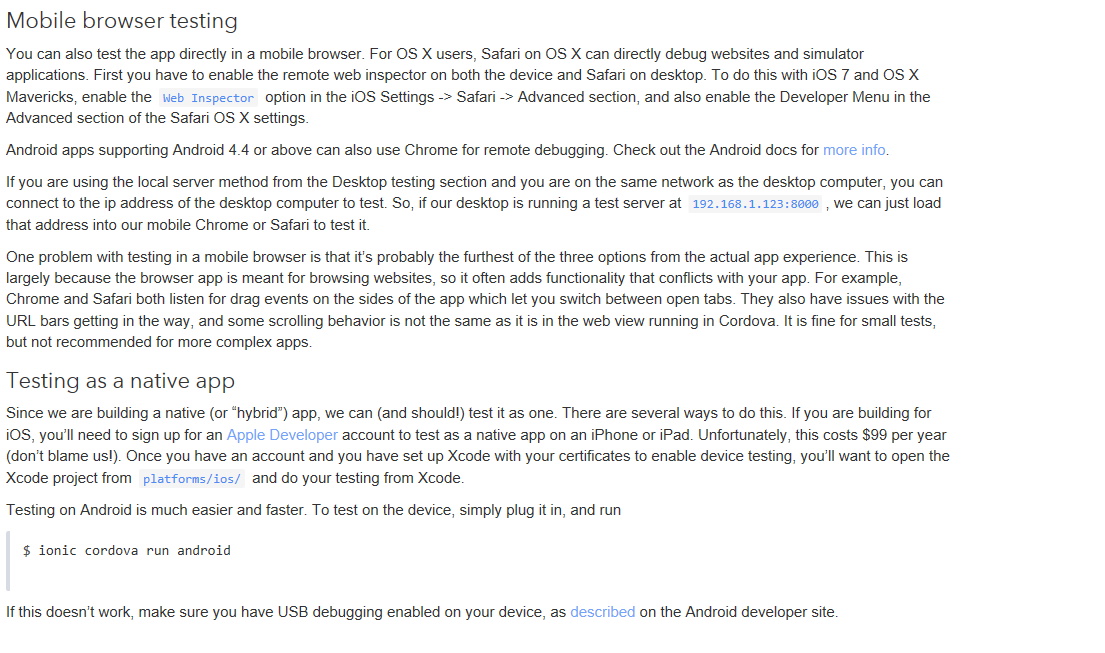 Mobile browser testing
You can also test the app directly in a mobile browser. For OS X users, Safari on OS X can directly debug websites and simulator
applications. First you have to enable the remote web inspector on both the device and Safari on desktop. To do this with iOS 7 and OS X
Mavericks, enable the Web Inspector option in the iOS Settings -> Safari -> Advanced section, and also enable the Developer Menu in the
Advanced section of the Safari OS X settings.
Android apps supporting Android 4.4 or above can also use Chrome for remote debugging. Check out the Android docs for more info.
If you are using the local server method from the Desktop testing section and you are on the same network as the desktop computer, you can
connect to the ip address of the desktop computer to test. So, if our desktop is running a test server at 192.168.1.123:8000 , we can just load
that address into our mobile Chrome or Safari to test it.
One problem with testing in a mobile browser is that it’s probably the furthest of the three options from the actual app experience. This is
largely because the browser app is meant for browsing websites, so it often adds functionality that conflicts with your app. For example,
Chrome and Safari both listen for drag events on the sides of the app which let you switch between open tabs. They also have issues with the
URL bars getting in the way, and some scrolling behavior is not the same as it is in the web view running in Cordova. It is fine for small tests,
but not recommended for more complex apps.
Testing as a native app
Since we are building a native (or “hybrid”) app, we can (and should!) test it as one. There are several ways to do this. If you are building for
iOS, you’ll need to sign up for an Apple Developer account to test as a native app on an iPhone or iPad. Unfortunately, this costs $99 per year
(don’t blame us!). Once you have an account and you have set up Xcode with your certificates to enable device testing, you’ll want to open the
Xcode project from platforms/ios/ and do your testing from Xcode.
Testing on Android is much easier and faster. To test on the device, simply plug it in, and run
$ ionic cordova run android
If this doesn’t work, make sure you have USB debugging enabled on your device, as described on the Android developer site.